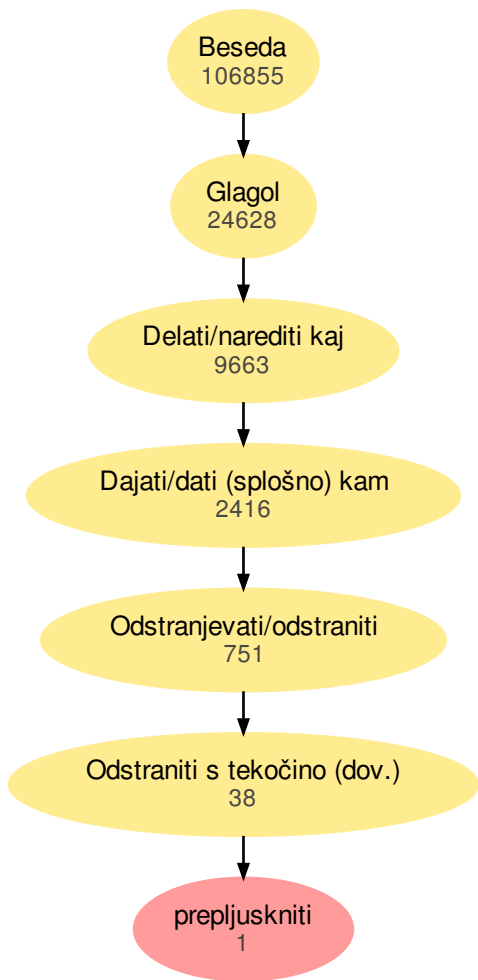 Beseda
106855
Glagol
24628
Delati/narediti kaj
9663
Dajati/dati (splošno) kam
2416
Odstranjevati/odstraniti
751
Odstraniti s tekočino (dov.)
38
prepljuskniti
1